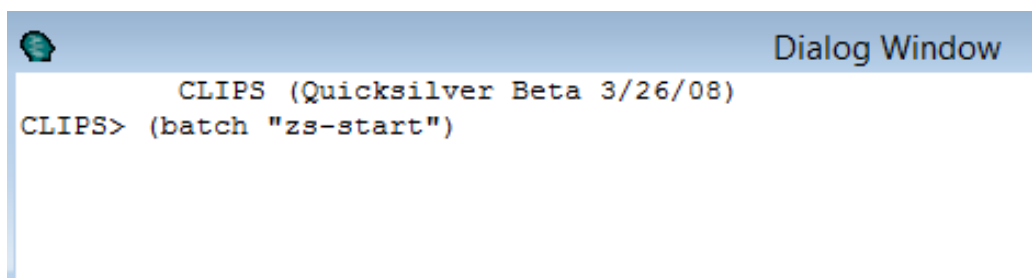 Dialog Window
CLIPS (Quicksilver Beta 3/26/08)
CLIPS> (batch "zs-start")